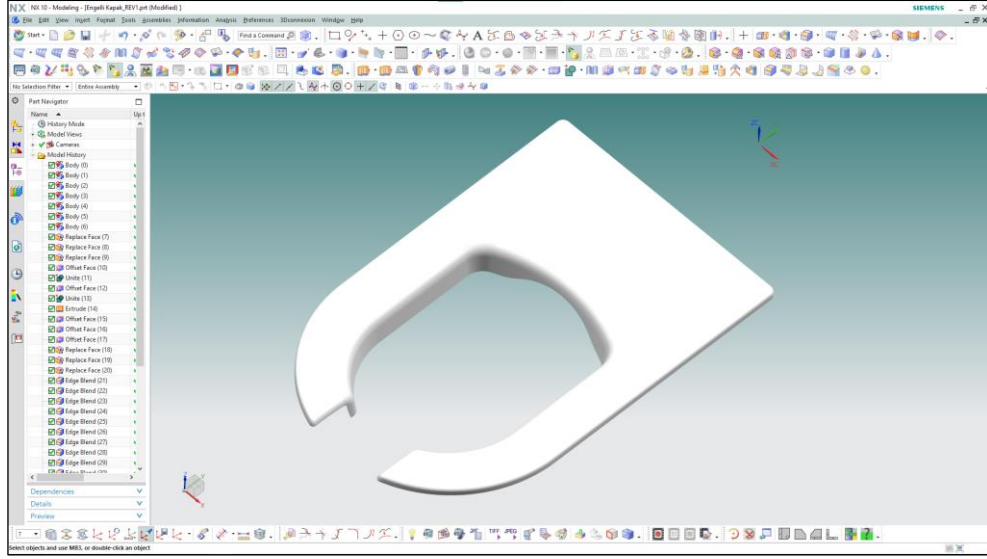 NX NX 10 - Modeling - [Engelli Kapak_REV1.prt (Modified) ] SIEMENS
File Edit View Insert Format Tools Assemblies Information Analysis Preferences 3Dconnexion Window Help
Start Find a Command
No Selection Filter Entire Assembly
Part Navigator
Name Up t
History Mode
Model Views
Cameras
Model History
Body (0)
Body (1)
Body (2)
Body (3)
Body (4)
Body (5)
Body (6)
Replace Face (7)
Replace Face (8)
Replace Face (9)
Offset Face (10)
Unite (11)
Offset Face (12)
Unite (13)
Extrude (14)
Offset Face (15)
Offset Face (16)
Offset Face (17)
Replace Face (18)
Replace Face (19)
Replace Face (20)
Edge Blend (21)
Edge Blend (22)
Edge Blend (23)
Edge Blend (24)
Edge Blend (25)
Edge Blend (26)
Edge Blend (27)
Edge Blend (28)
Edge Blend (29)
Dependencies
Details
Preview
Select objects and use MB3, or double-click an object